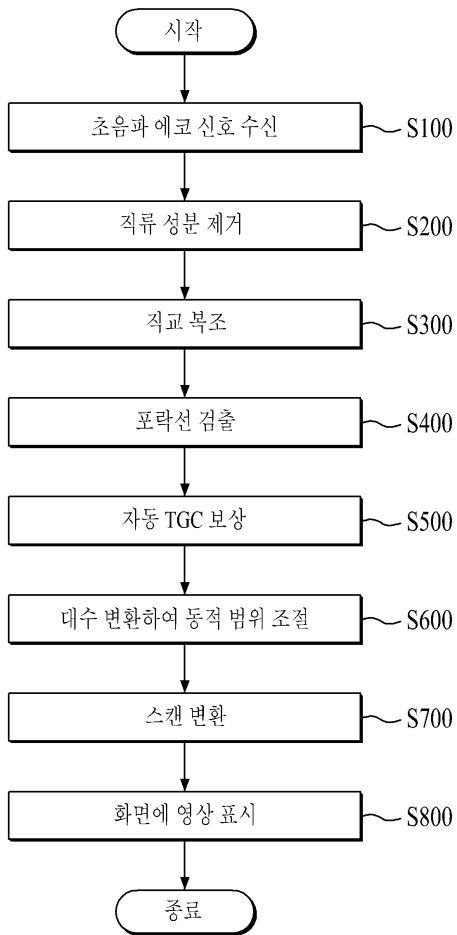 시작
초음파 에코 신호 수신
S100
직류 성분 제거
S200
직교 복조
S300
포락선 검출
S400
자동 TGC 보상
S500
대수 변환하여 동적 범위 조절
S600
스캔 변환
S700
화면에 영상 표시
S800
종료